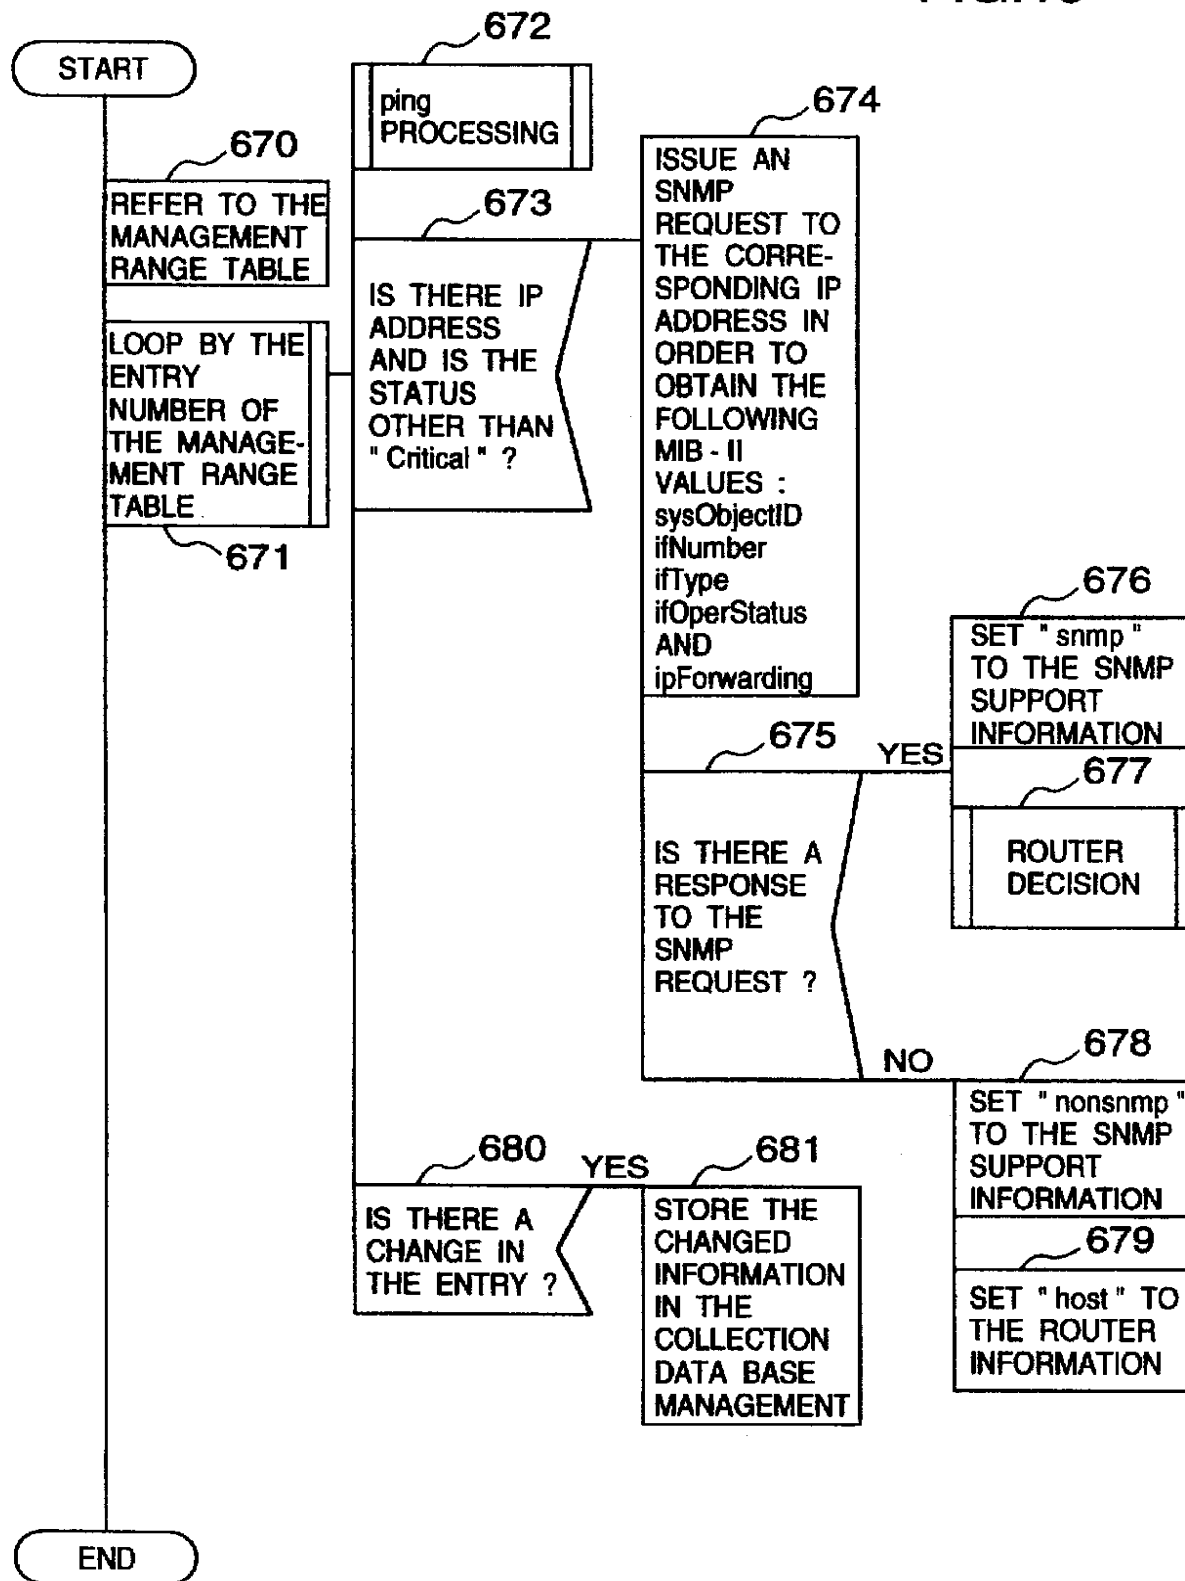 START
670
REFER TO THE
MANAGEMENT
RANGE TABLE
LOOP BY THE
ENTRY
NUMBER OF
THE MANAGE-
MENT RANGE
TABLE
671
672
ping
PROCESSING
673
IS THERE IP
ADDRESS
AND IS THE
STATUS
OTHER THAN
" Critical " ?
674
ISSUE AN
SNMP
REQUEST TO
THE CORRE-
SPONDING IP
ADDRESS IN
ORDER TO
OBTAIN THE
FOLLOWING
MIB - II
VALUES :
sysObjectID
ifNumber
ifType
ifOperStatus
AND
ipForwarding
675
YES
IS THERE A
RESPONSE
TO THE
SNMP
REQUEST ?
NO
676
SET " snmp "
TO THE SNMP
SUPPORT
INFORMATION
677
ROUTER
DECISION
678
SET " nonsnmp "
TO THE SNMP
SUPPORT
INFORMATION
679
SET " host " TO
THE ROUTER
INFORMATION
680
YES
IS THERE A
CHANGE IN
THE ENTRY ?
681
STORE THE
CHANGED
INFORMATION
IN THE
COLLECTION
DATA BASE
MANAGEMENT
END